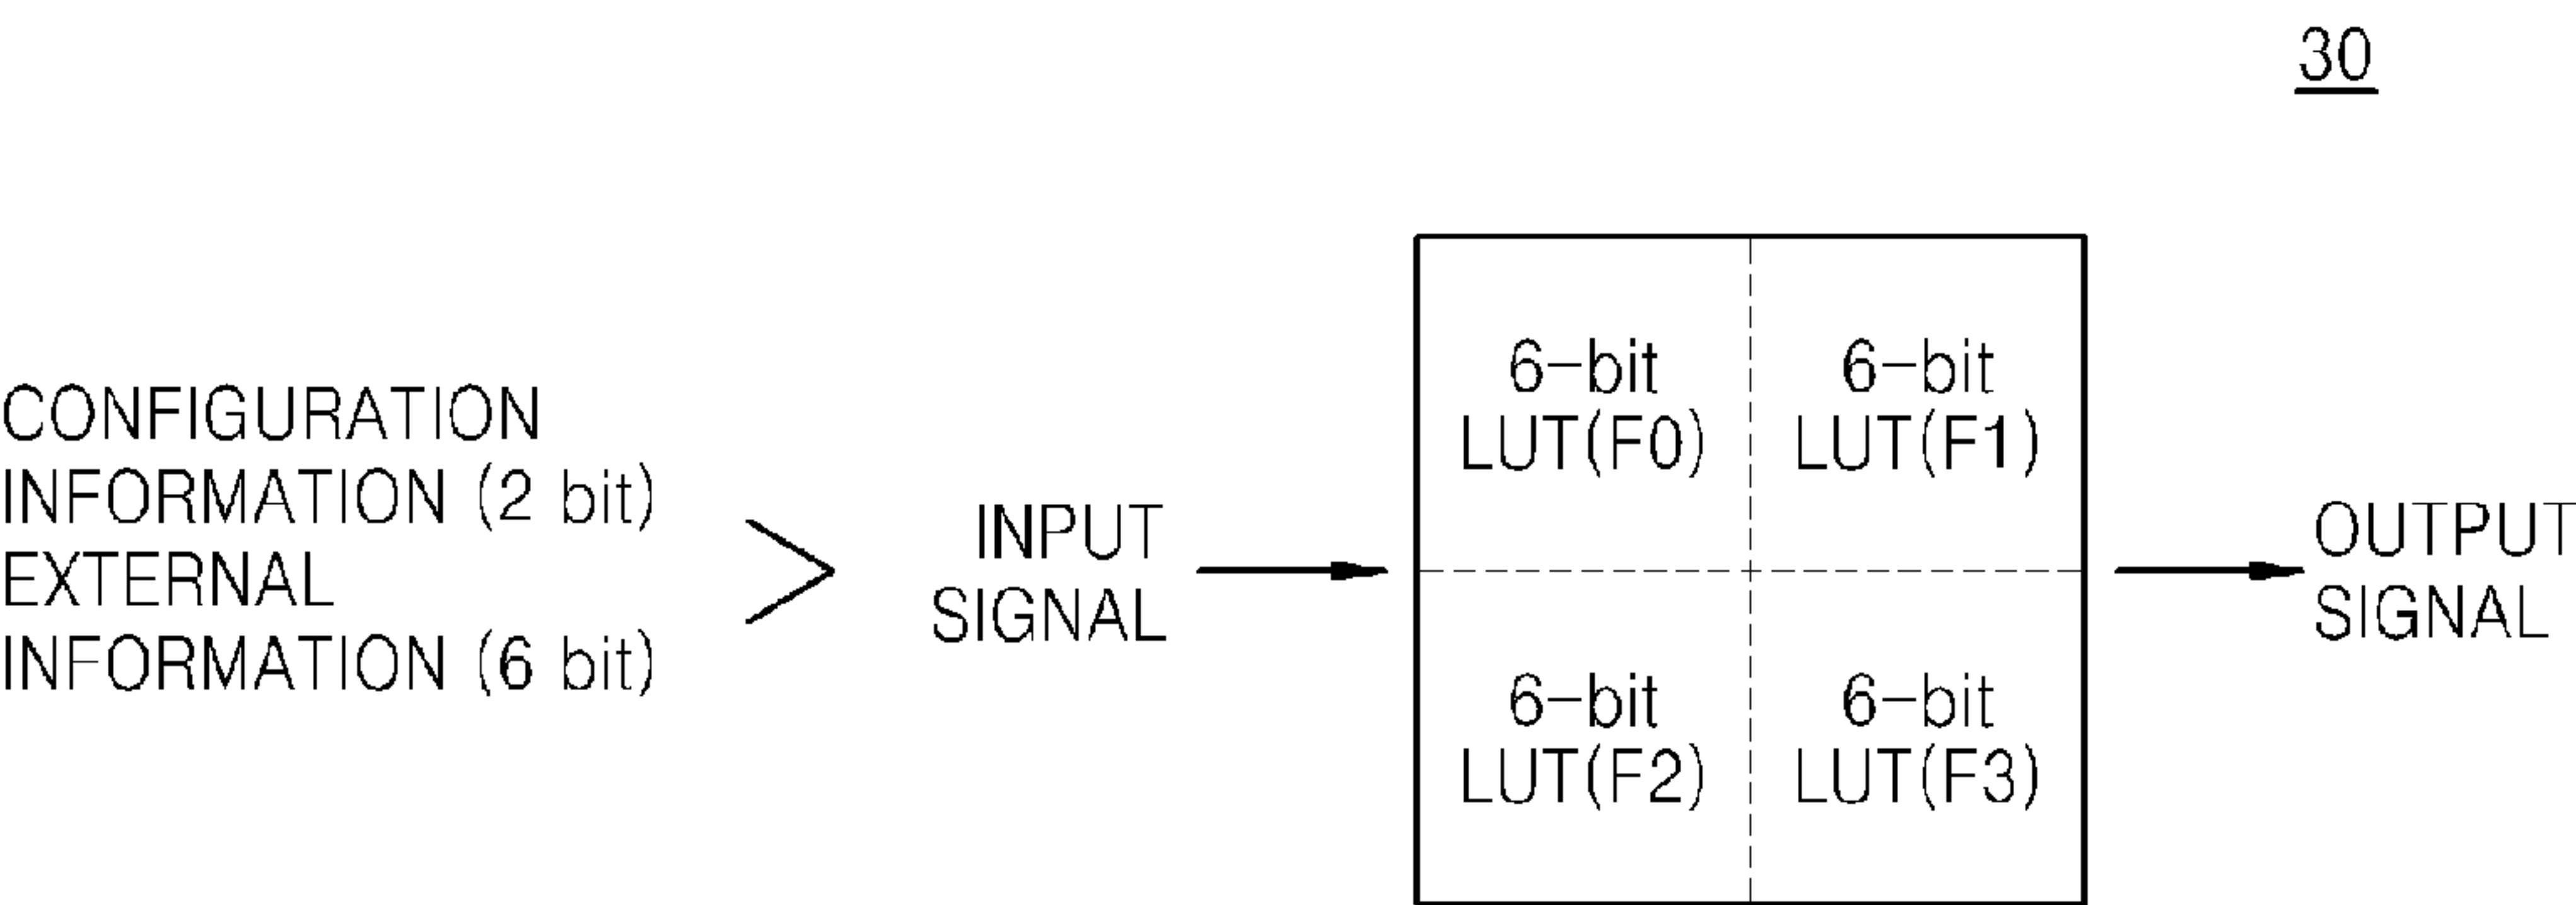 30
CONFIGURATION
INFORMATION (2 bit)
EXTERNAL
INFORMATION (6 bit)
INPUT
SIGNAL
6-bit
LUT(F0)
6-bit
LUT(F1)
6-bit
LUT(F2)
6-bit
LUT(F3)
OUTPUT
SIGNAL